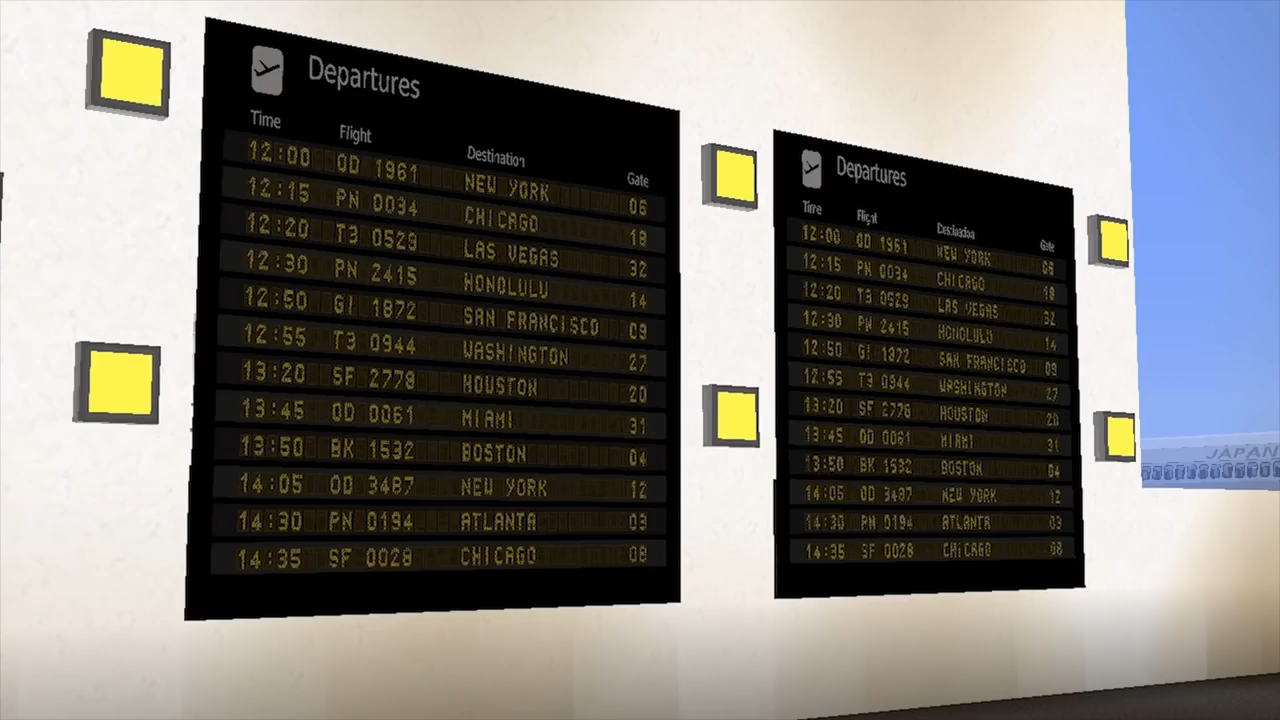 Departures
Time Flight Destination Gate
12:00 OD 1961 NEW YORK 06
12:15 PN 0034 CHICAGO 18
12:20 T3 0529 LAS VEGAS 32
12:30 PN 2415 HONOLULU 14
12:50 GI 1872 SAN FRANCISCO 09
12:55 T3 0944 WASHINGTON 27
13:20 SF 2778 HOUSTON 20
13:45 OD 0061 MIAMI 31
13:50 BK 1532 BOSTON 04
14:05 OD 3487 NEW YORK 12
14:30 PN 0194 ATLANTA 03
14:35 SF 0028 CHICAGO 08
Departures
Time Flight Destination Gate
12:00 OD 1961 NEW YORK 06
12:15 PN 0034 CHICAGO 18
12:20 T3 0529 LAS VEGAS 32
12:30 PN 2415 HONOLULU 14
12:50 GI 1872 SAN FRANCISCO 09
12:55 T3 0944 WASHINGTON 27
13:20 SF 2778 HOUSTON 20
13:45 OD 0061 MIAMI 31
13:50 BK 1532 BOSTON 04
14:05 OD 3487 NEW YORK 12
14:30 PN 0194 ATLANTA 03
14:35 SF 0028 CHICAGO 08
JAPAN